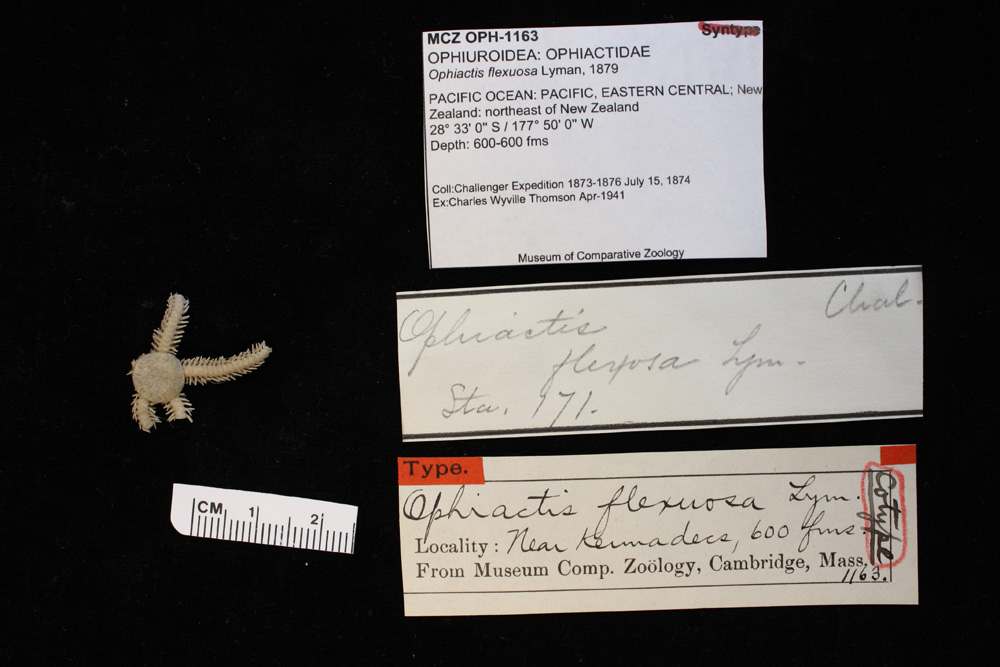 MCZ OPH-1163
Syntype
OPHIUROIDEA: OPHIACTIDAE
Ophiactis flexuosa Lyman, 1879
PACIFIC OCEAN: PACIFIC, EASTERN CENTRAL; New
Zealand: northeast of New Zealand
28° 33' 0" S / 177° 50' 0" W
Depth: 600-600 fms
Coll:Challenger Expedition 1873-1876 July 15, 1874
Ex:Charles Wyville Thomson Apr-1941
Museum of Comparative Zoology
Chal.
Ophiactis
flexuosa Lym.
Sta. 171.
Type.
Ophiactis flexuosa Lym.
Locality: Near Kermadecs, 600 fms.
From Museum Comp. Zoölogy, Cambridge, Mass.
1163.
Cotype
CM 1 2